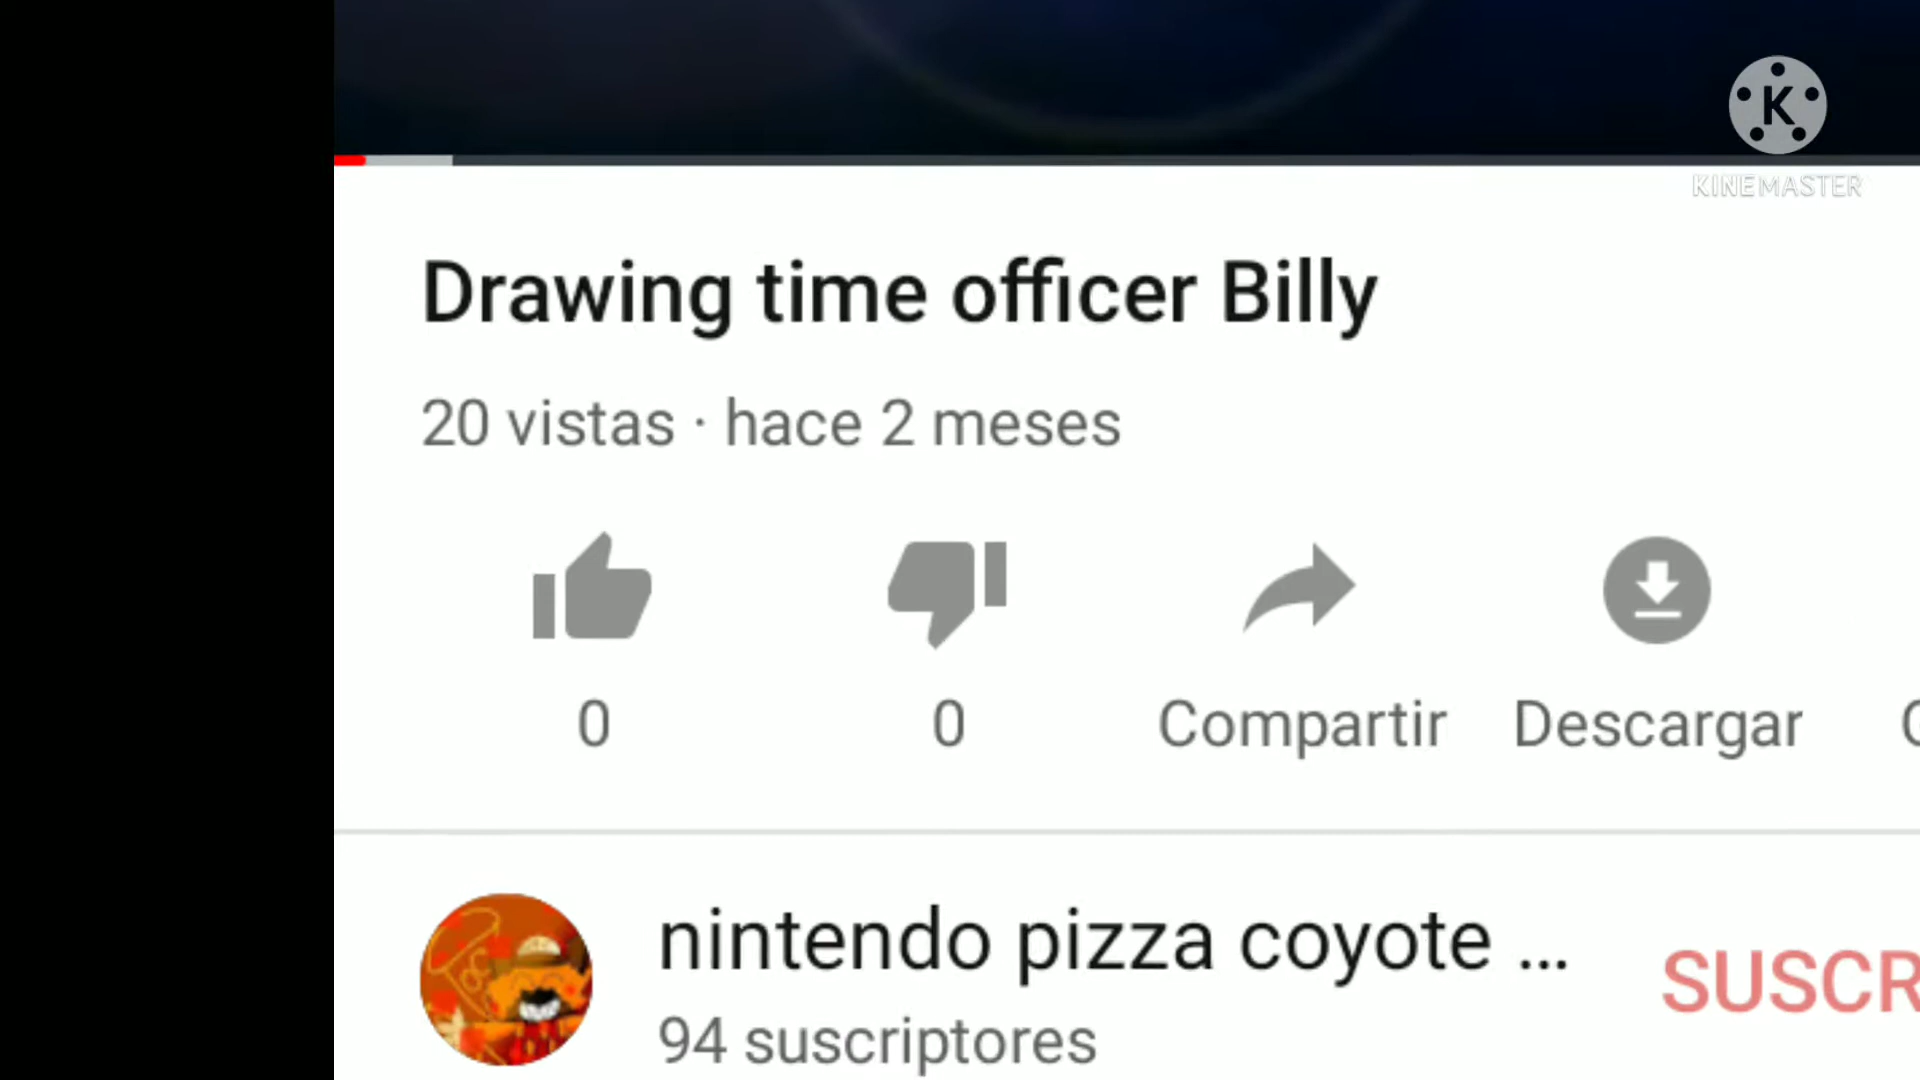 K
KINEMASTER
Drawing time officer Billy
20 vistas · hace 2 meses
0 0 Compartir Descargar
nintendo pizza coyote ...
SUSCR
94 suscriptores